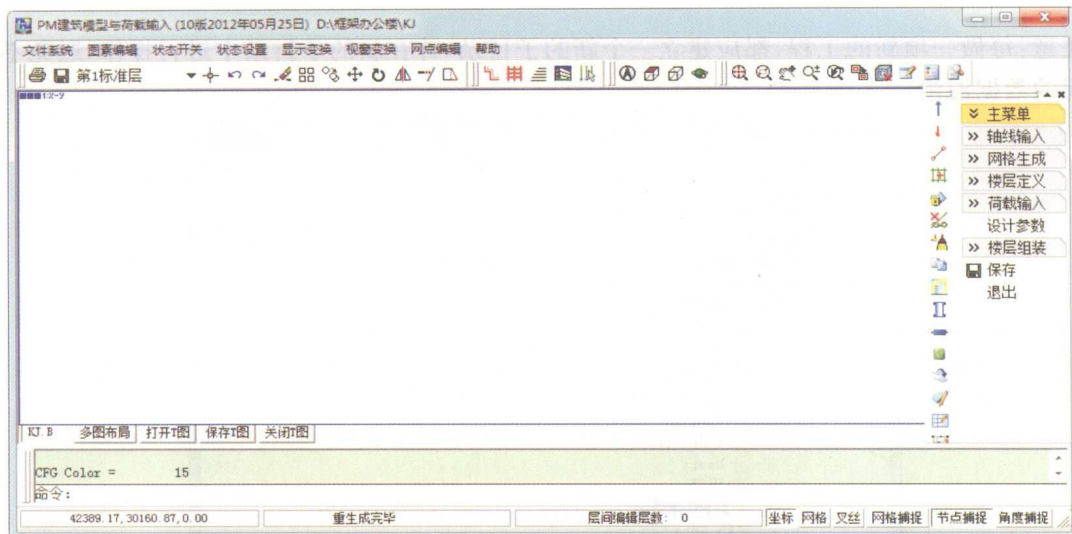 PM建筑模型与荷载输入 (10版2012年05月25日) D:\框架办公楼\KJ
文件系统 图素编辑 状态开关 状态设置 显示变换 视窗变换 网点编辑 帮助
第1标准层
1:X-Y
主菜单
轴线输入
网格生成
楼层定义
荷载输入
设计参数
楼层组装
保存
退出
KJ.B 多图布局 打开T图 保存T图 关闭T图
CFG Color = 15
命令:
42389.17, 30160.87, 0.00 重生成完毕 层间编辑层数: 0 坐标 网格 叉丝 网格捕捉 节点捕捉 角度捕捉